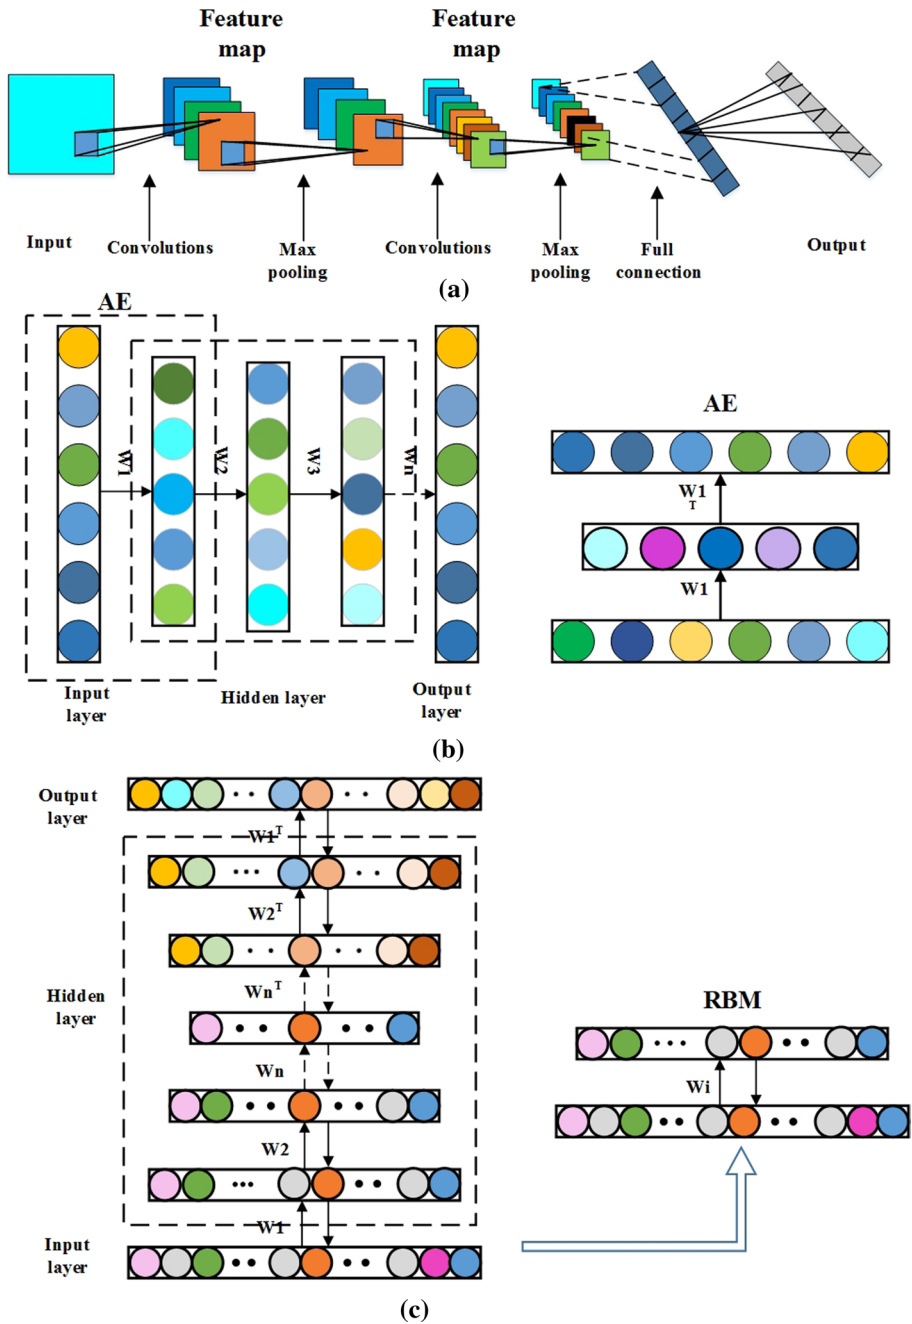 Feature
map
Feature
map
Input
Convolutions
Max
pooling
Convolutions
Max
pooling
Full
connection
Output
(a)
AE
W1
W2
W3
Wn
Input
layer
Hidden layer
Output
layer
AE
W1
T
W1
(b)
Output
layer
W1ᵀ
W2ᵀ
Wnᵀ
Hidden
layer
Wn
W2
W1
Input
layer
RBM
Wi
(c)